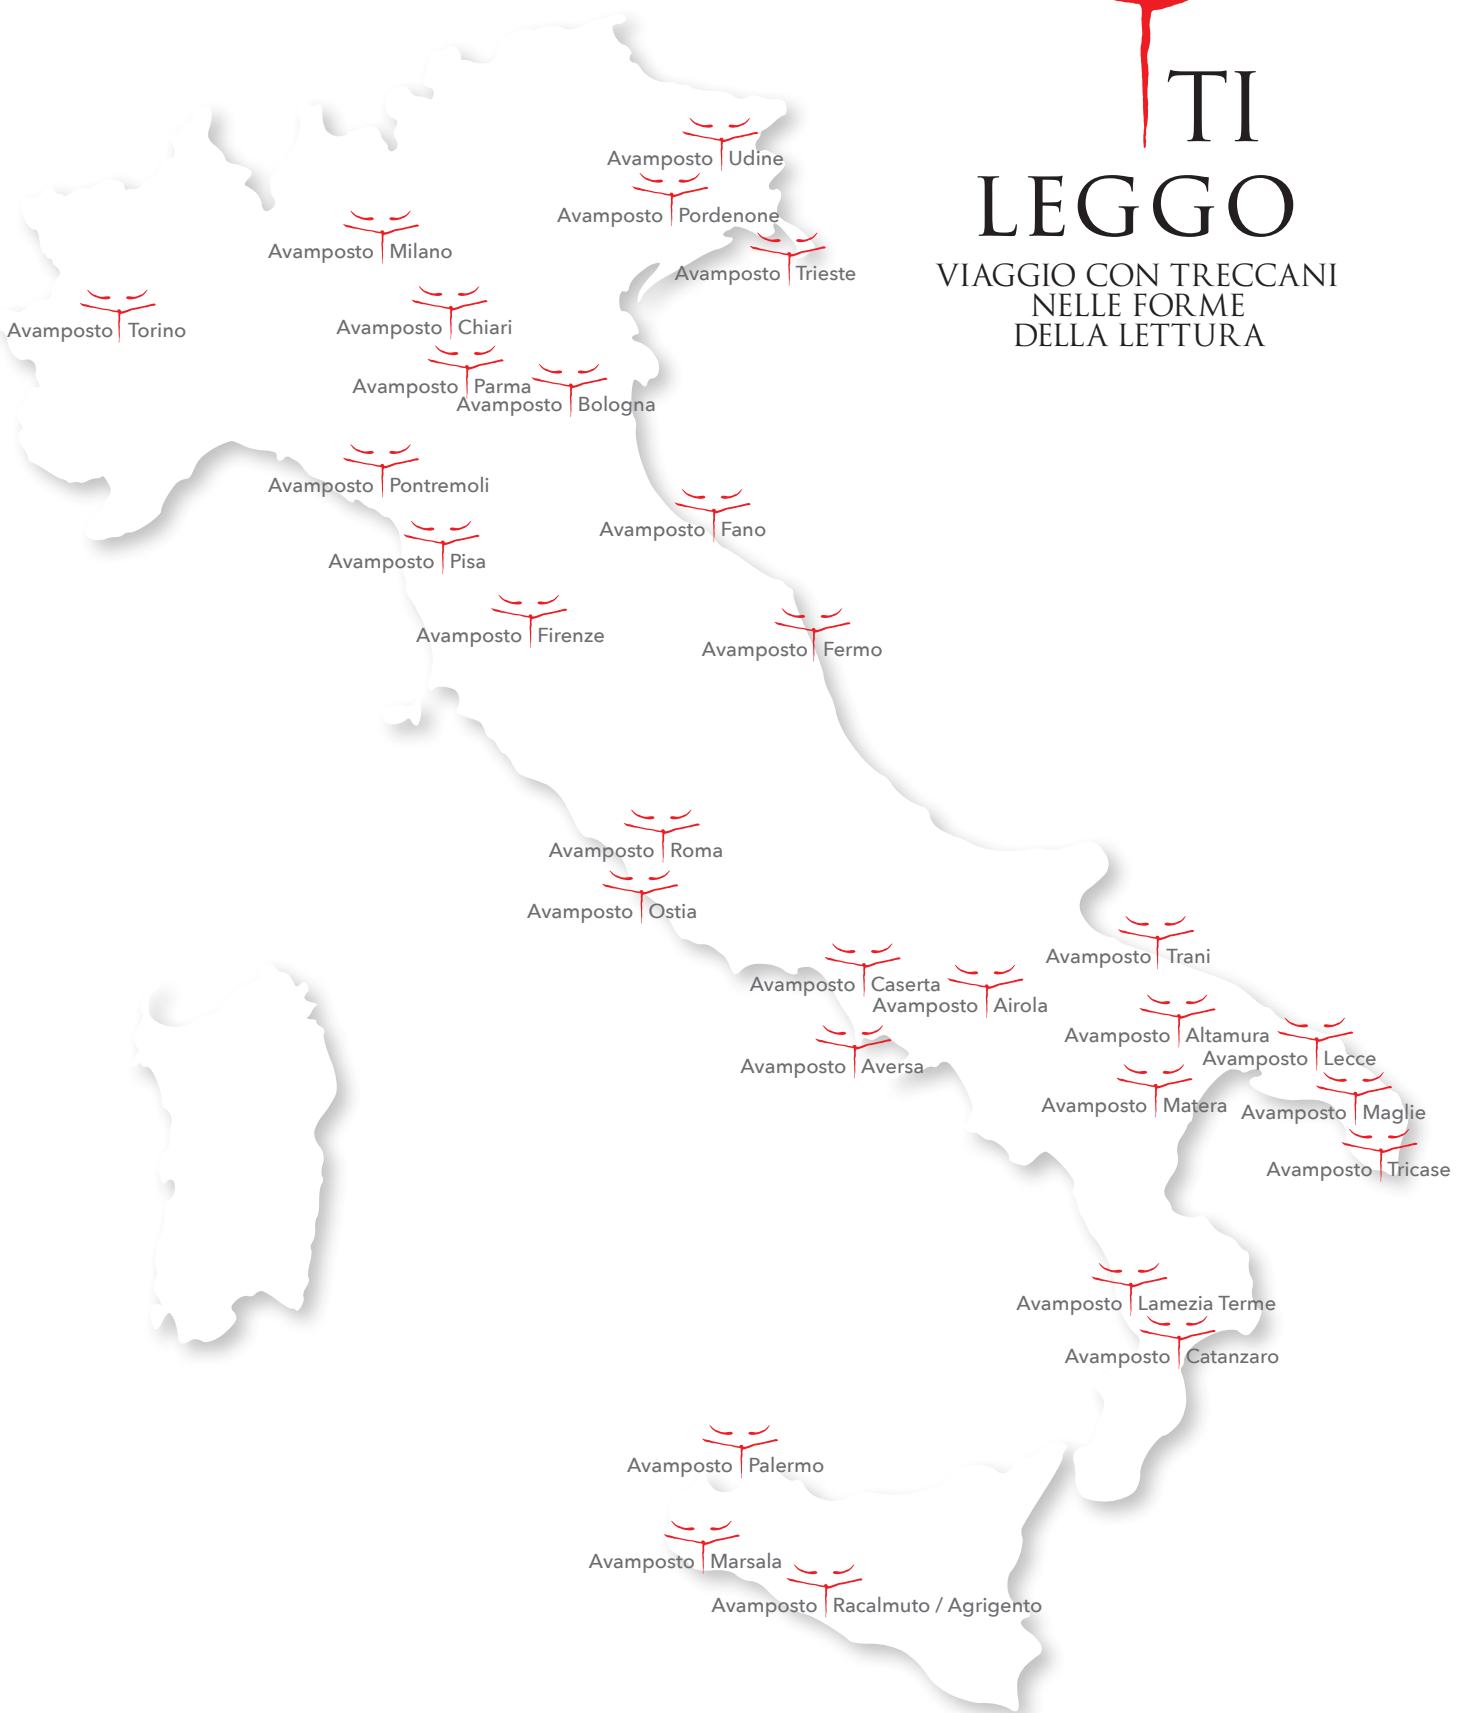 TI
LEGGO
VIAGGIO CON TRECCANI
NELLE FORME
DELLA LETTURA
Avamposto Udine
Avamposto Pordenone
Avamposto Trieste
Avamposto Milano
Avamposto Torino
Avamposto Chiari
Avamposto Parma
Avamposto Bologna
Avamposto Pontremoli
Avamposto Fano
Avamposto Pisa
Avamposto Firenze
Avamposto Fermo
Avamposto Roma
Avamposto Ostia
Avamposto Trani
Avamposto Caserta
Avamposto Airola
Avamposto Altamura
Avamposto Lecce
Avamposto Aversa
Avamposto Matera
Avamposto Maglie
Avamposto Tricase
Avamposto Lamezia Terme
Avamposto Catanzaro
Avamposto Palermo
Avamposto Marsala
Avamposto Racalmuto / Agrigento